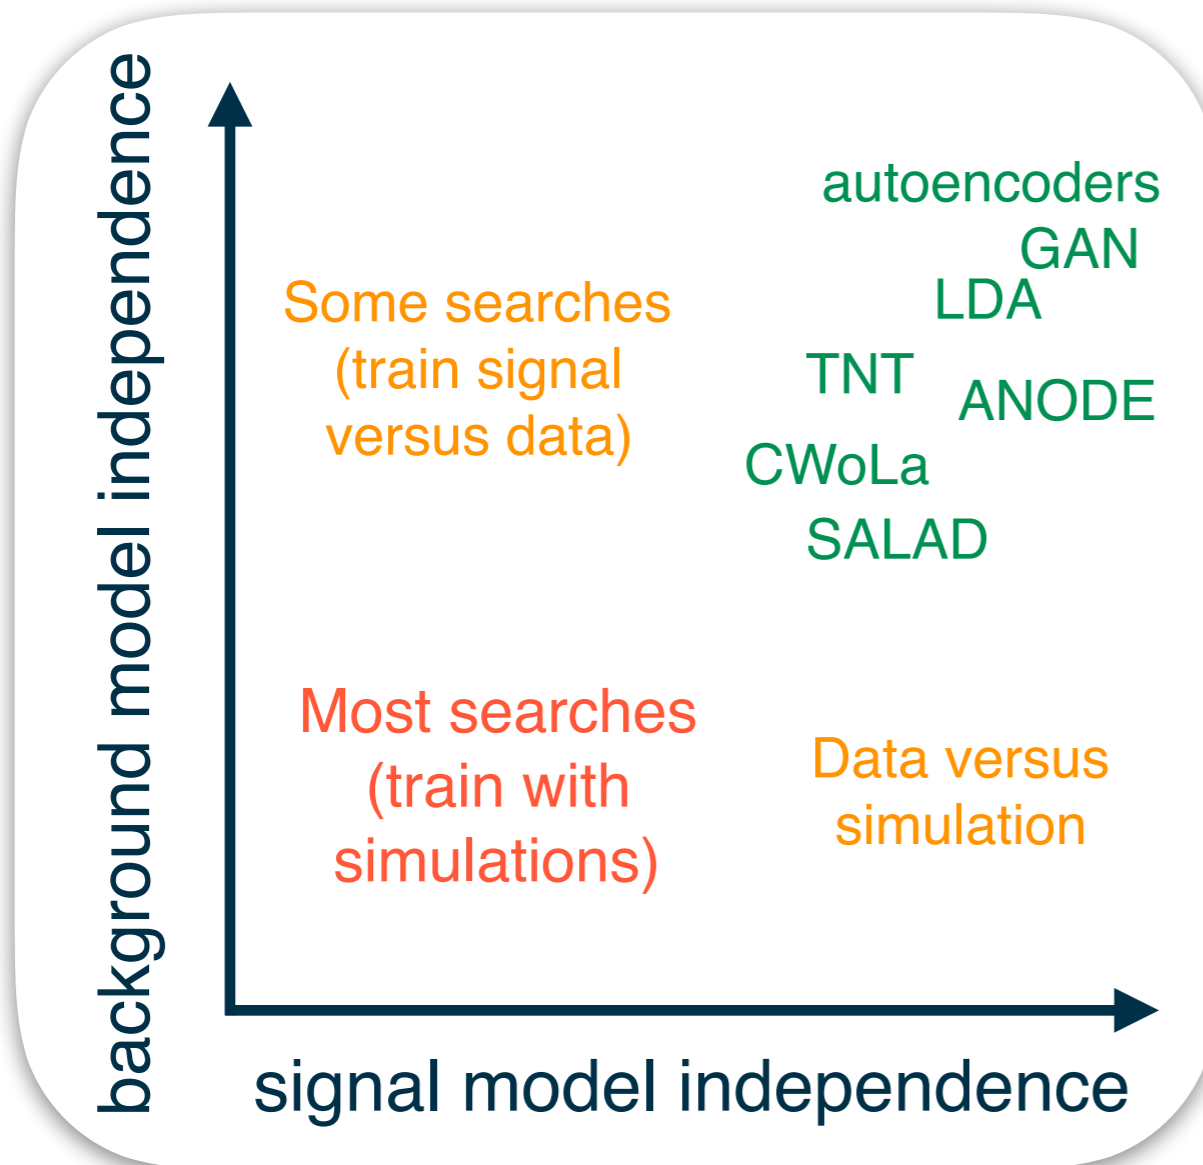 background model independence
autoencoders
GAN
LDA
Some searches
(train signal
versus data)
TNT
ANODE
CWoLa
SALAD
Most searches
(train with
simulations)
Data versus
simulation
signal model independence